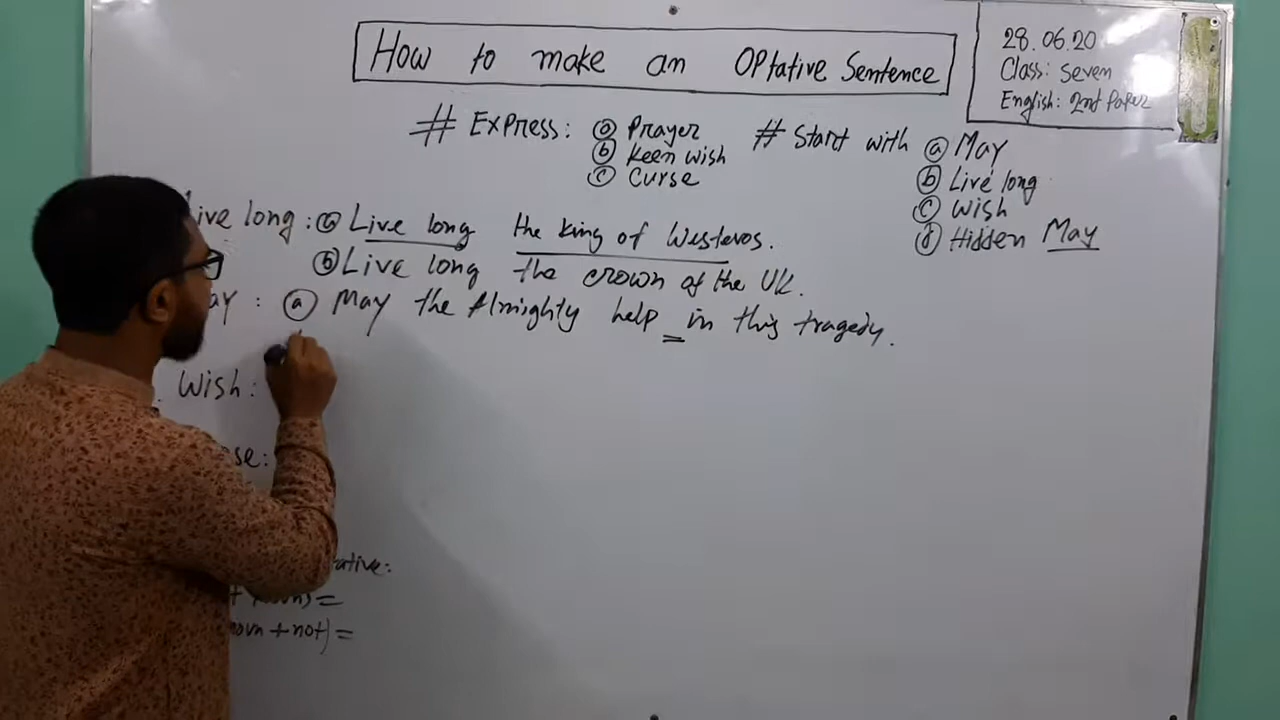 How to make an Optative Sentence
28.06.20
Class: Seven
English: 2nd Paper
# Express: ⓐ Prayer
ⓑ Keen wish
ⓒ Curse
# Start with ⓐ May
ⓑ Live long
ⓒ Wish
ⓓ Hidden May
Live long: ⓐ Live long the king of Westeros.
ⓑ Live long the crown of the UK.
ay : ⓐ May the Almighty help in this tragedy.
Wish:
se:
ative:
=
+ not) =